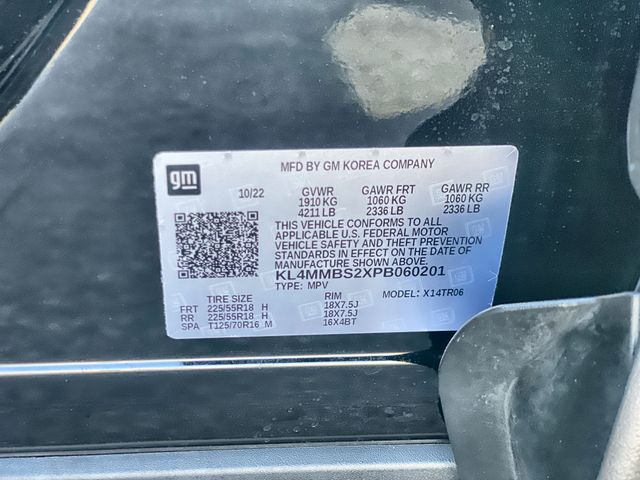 gm
MFD BY GM KOREA COMPANY
10/22 GVWR GAWR FRT GAWR RR
1910 KG 1060 KG 1060 KG
4211 LB 2336 LB 2336 LB
THIS VEHICLE CONFORMS TO ALL
APPLICABLE U.S. FEDERAL MOTOR
VEHICLE SAFETY AND THEFT PREVENTION
STANDARDS IN EFFECT ON THE DATE OF
MANUFACTURE SHOWN ABOVE.
KL4MMBS2XPB060201
TYPE: MPV MODEL: X14TR06
TIRE SIZE RIM
FRT 225/55R18 H 18X7.5J
RR 225/55R18 H 18X7.5J
SPA T125/70R16 M 16X4BT